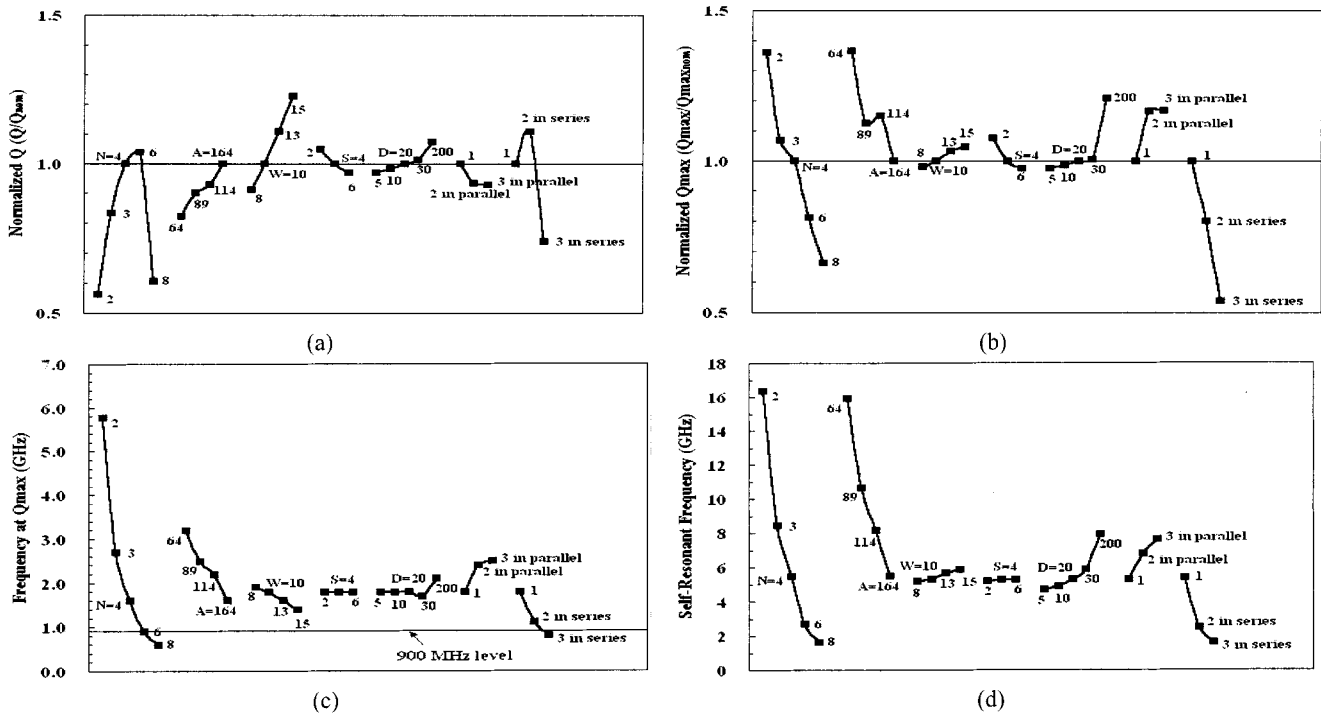 1.5
1.0
0.5
Normalized Q (Q/Qnom)
2
3
N=4
6
8
64
89
114
A=164
8
W=10
13
15
2
S=4
6
5
10
D=20
30
200
1
2 in parallel
3 in parallel
1
2 in series
3 in series
(a)
1.5
1.0
0.5
Normalized Qmax (Qmax/Qmaxnom)
2
3
N=4
6
8
64
89
114
A=164
8
W=10
13
15
2
S=4
6
5
10
D=20
30
200
1
2 in parallel
3 in parallel
1
2 in series
3 in series
(b)
7.0
6.0
5.0
4.0
3.0
2.0
1.0
0.0
Frequency at Qmax (GHz)
2
3
N=4
6
8
64
89
114
A=164
8
W=10
13
15
2
S=4
6
5
10
D=20
30
200
1
2 in parallel
3 in parallel
1
2 in series
3 in series
900 MHz level
(c)
18
16
14
12
10
8
6
4
2
0
Self-Resonant Frequency (GHz)
2
3
N=4
6
8
64
89
114
A=164
8
W=10
13
15
2
S=4
6
5
10
D=20
30
200
1
2 in parallel
3 in parallel
1
2 in series
3 in series
(d)